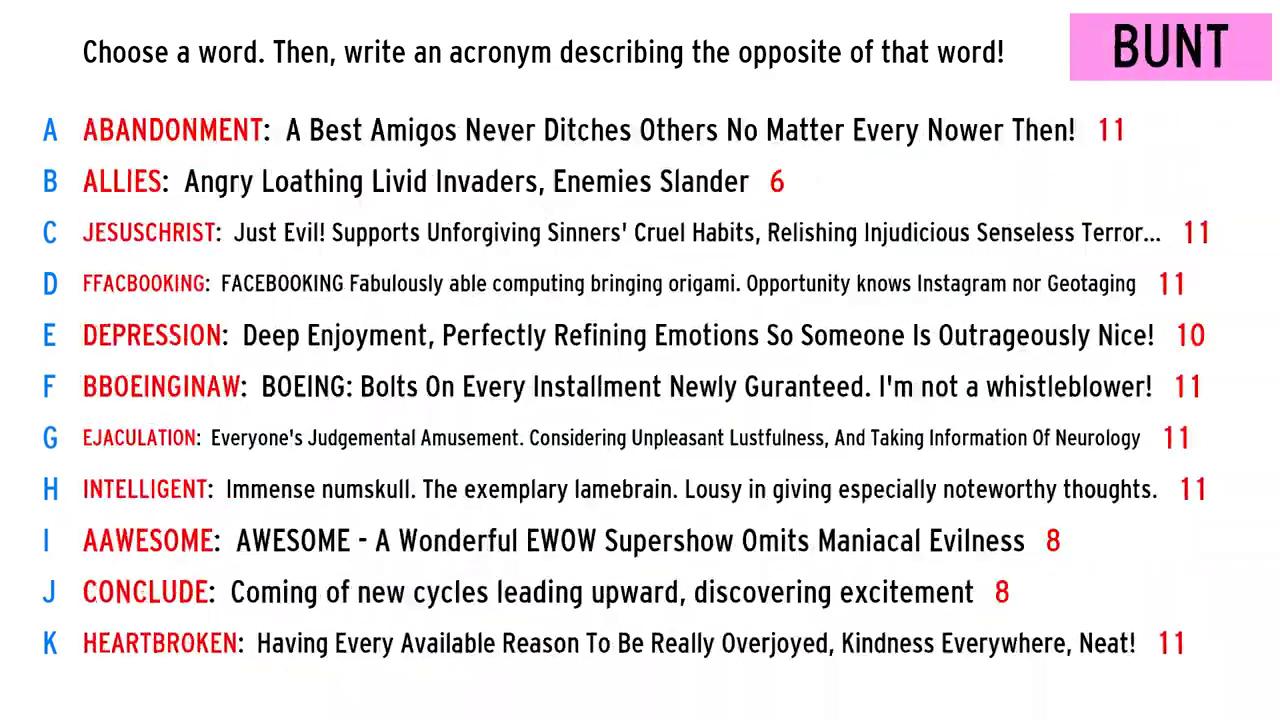 Choose a word. Then, write an acronym describing the opposite of that word! BUNT
A ABANDONMENT: A Best Amigos Never Ditches Others No Matter Every Nower Then! 11
B ALLIES: Angry Loathing Livid Invaders, Enemies Slander 6
C JESUSCHRIST: Just Evil! Supports Unforgiving Sinners' Cruel Habits, Relishing Injudicious Senseless Terror... 11
D FFACBOOKING: FACEBOOKING Fabulously able computing bringing origami. Opportunity knows Instagram nor Geotaging 11
E DEPRESSION: Deep Enjoyment, Perfectly Refining Emotions So Someone Is Outrageously Nice! 10
F BBOEINGINAW: BOEING: Bolts On Every Installment Newly Guranteed. I'm not a whistleblower! 11
G EJACULATION: Everyone's Judgemental Amusement. Considering Unpleasant Lustfulness, And Taking Information Of Neurology 11
H INTELLIGENT: Immense numskull. The exemplary lamebrain. Lousy in giving especially noteworthy thoughts. 11
I AAWESOME: AWESOME - A Wonderful EWOW Supershow Omits Maniacal Evilness 8
J CONCLUDE: Coming of new cycles leading upward, discovering excitement 8
K HEARTBROKEN: Having Every Available Reason To Be Really Overjoyed, Kindness Everywhere, Neat! 11